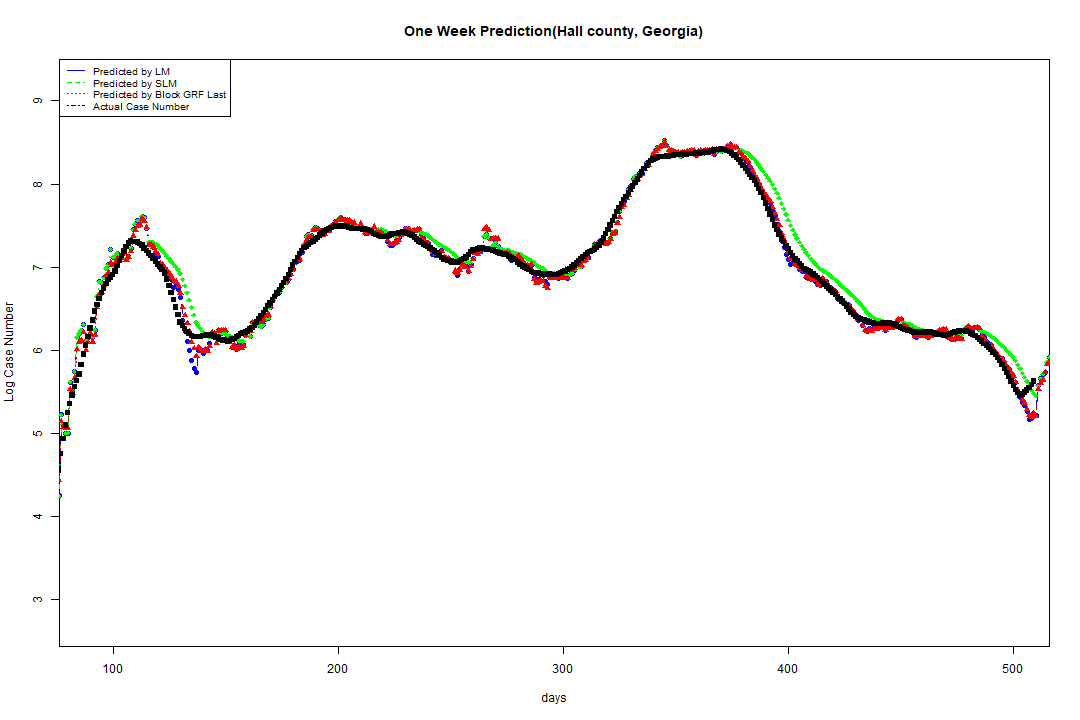 One Week Prediction(Hall county, Georgia)
Predicted by LM
Predicted by SLM
Predicted by Block GRF Last
Actual Case Number
9
8
7
6
5
4
3
Log Case Number
100 200 300 400 500
days